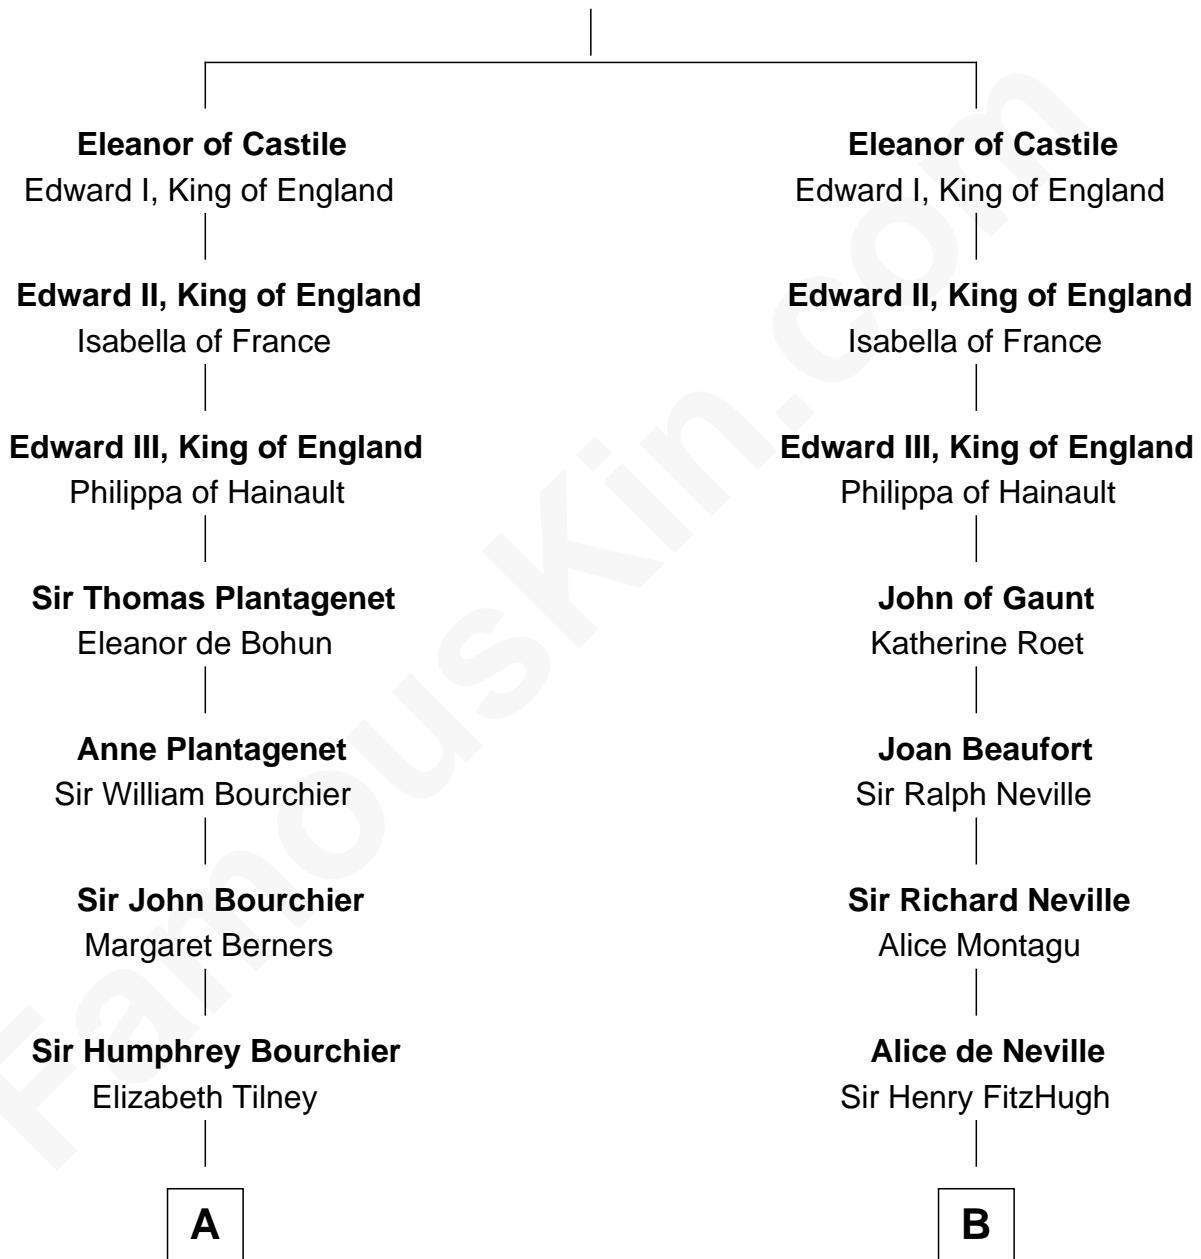 Eleanor of Castile
Edward I, King of England
Edward II, King of England
Isabella of France
Edward III, King of England
Philippa of Hainault
Sir Thomas Plantagenet
Eleanor de Bohun
Anne Plantagenet
Sir William Bourchier
Sir John Bourchier
Margaret Berners
Sir Humphrey Bourchier
Elizabeth Tilney
A
Eleanor of Castile
Edward I, King of England
Edward II, King of England
Isabella of France
Edward III, King of England
Philippa of Hainault
John of Gaunt
Katherine Roet
Joan Beaufort
Sir Ralph Neville
Sir Richard Neville
Alice Montagu
Alice de Neville
Sir Henry FitzHugh
B
FamousKin.com